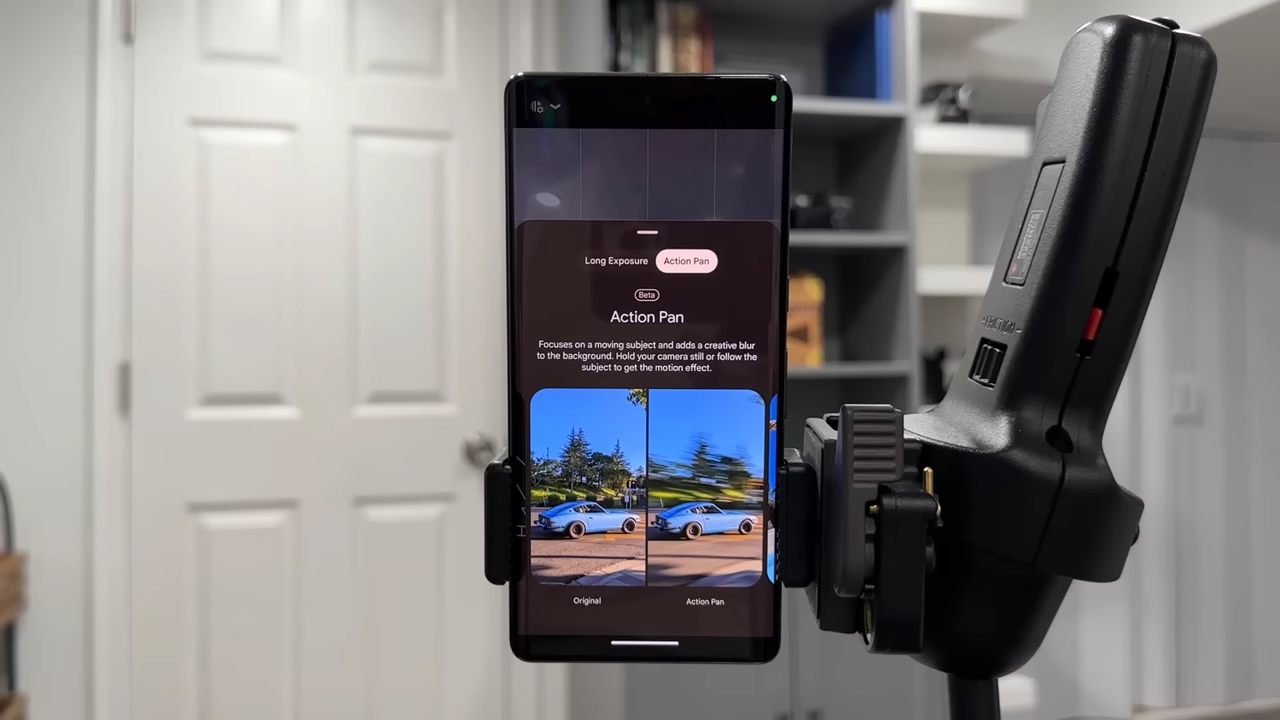 Long Exposure Action Pan
Beta
Action Pan
Focuses on a moving subject and adds a creative blur
to the background. Hold your camera still or follow the
subject to get the motion effect.
Original Action Pan
- FRICTION -